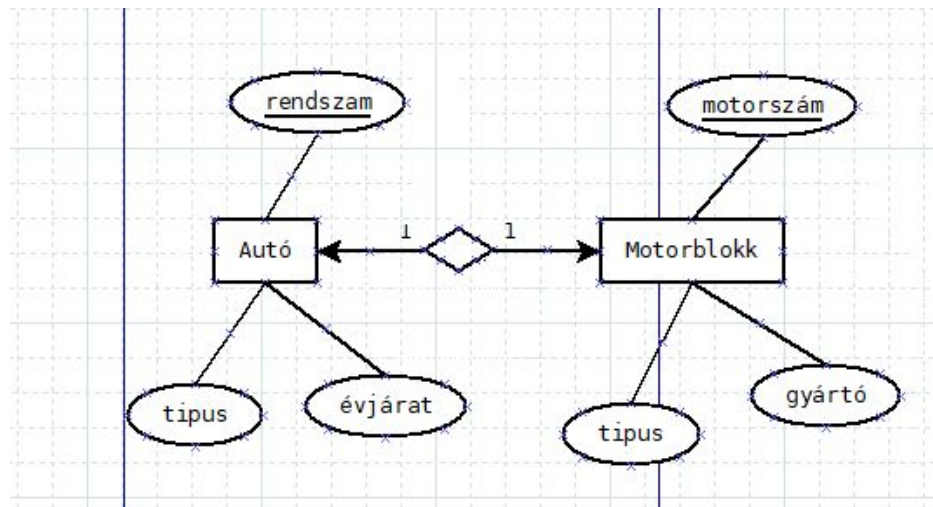 rendszam
motorszám
1
1
Autó
Motorblokk
tipus
évjárat
tipus
gyártó